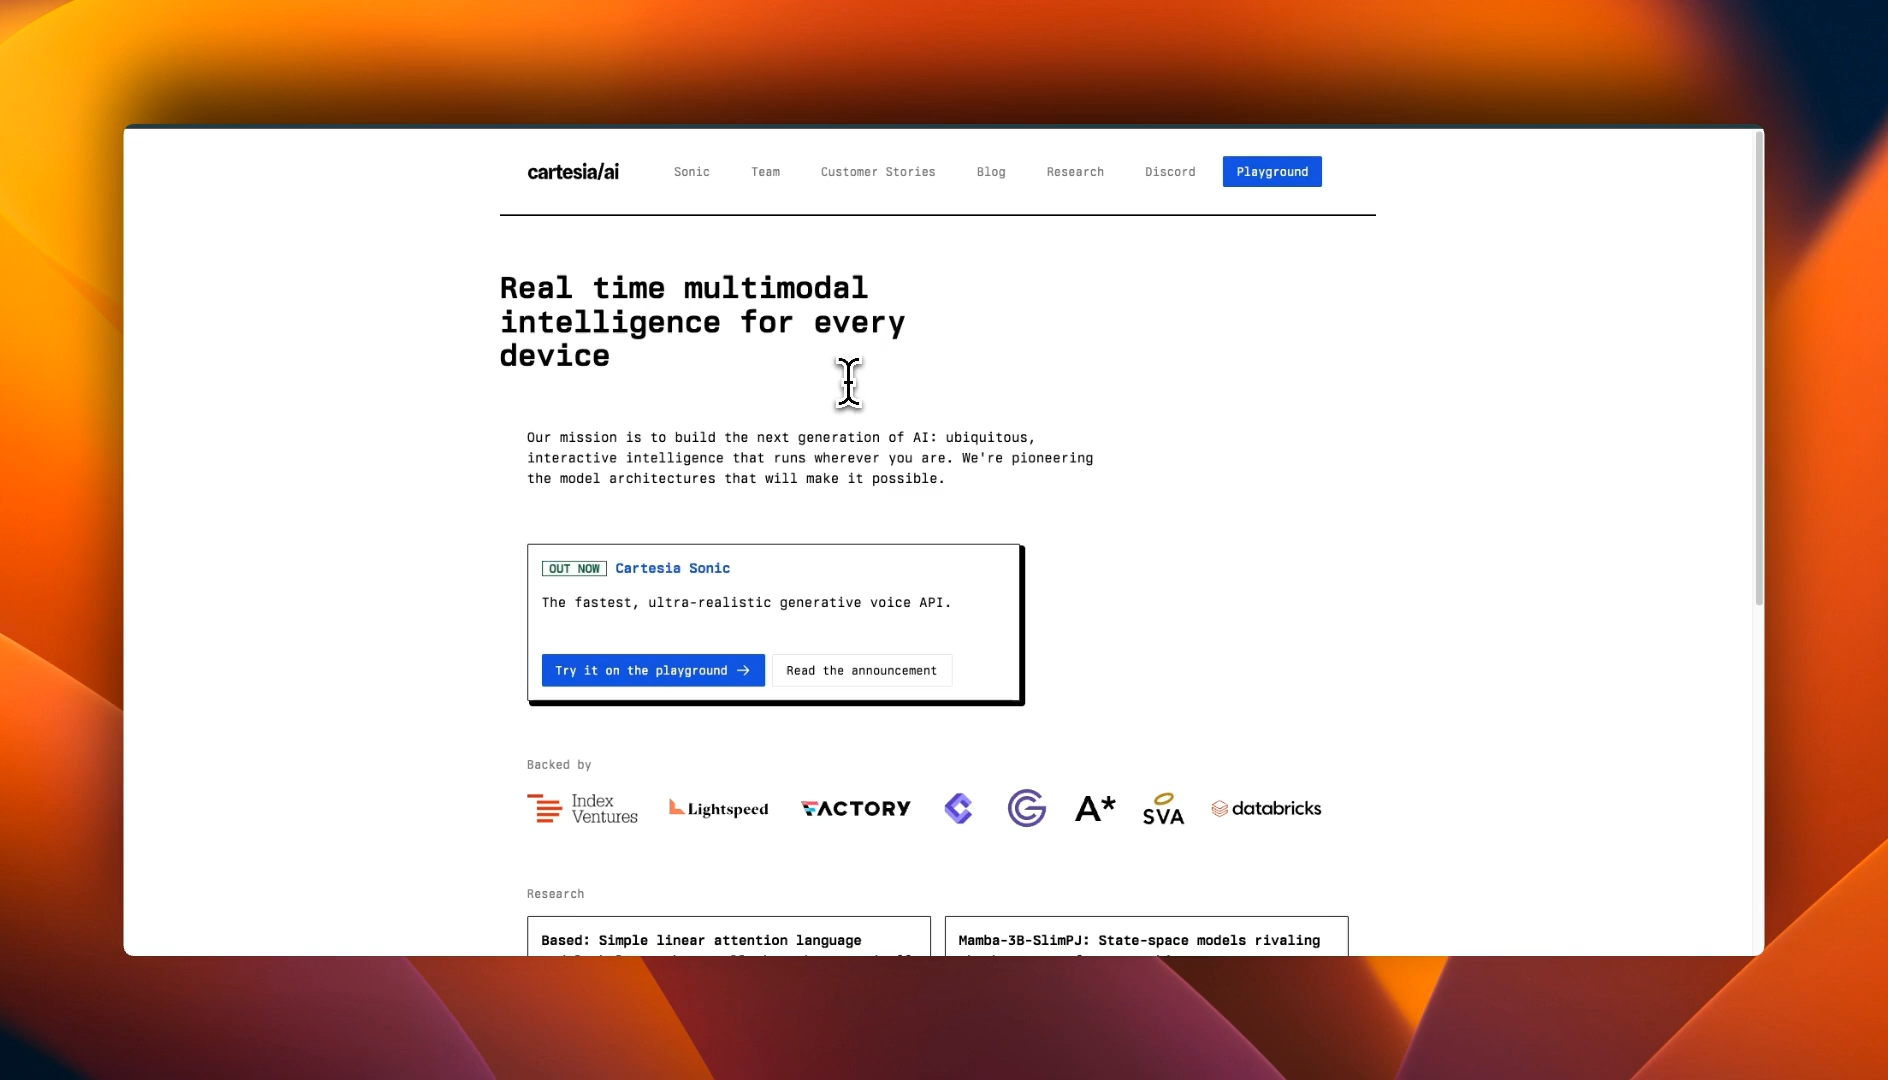 cartesia/ai Sonic Team Customer Stories Blog Research Discord Playground
Real time multimodal
intelligence for every
device
Our mission is to build the next generation of AI: ubiquitous,
interactive intelligence that runs wherever you are. We're pioneering
the model architectures that will make it possible.
OUT NOW Cartesia Sonic
The fastest, ultra-realistic generative voice API.
Try it on the playground → Read the announcement
Backed by
Index
Ventures
Lightspeed
FACTORY
A*
SVA
databricks
Research
Based: Simple linear attention language
Mamba-3B-SlimPJ: State-space models rivaling